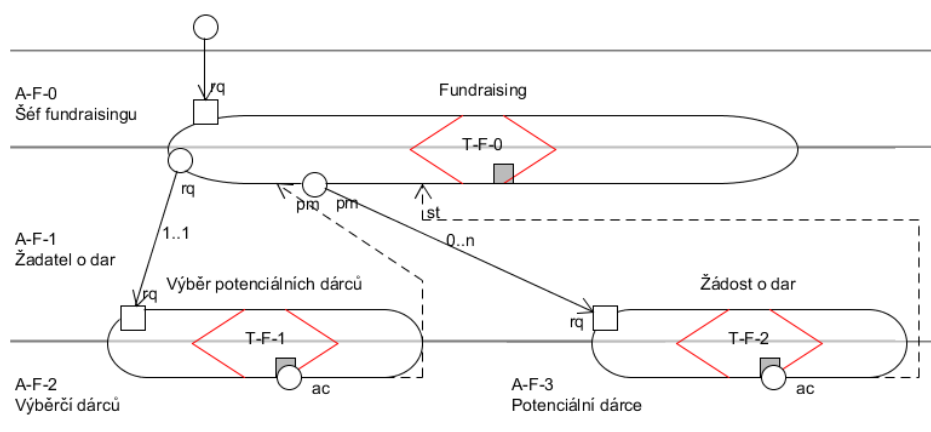 rq
A-F-0
Šéf fundraisingu
Fundraising
T-F-0
rq
pm
pm
st
1..1
0..n
A-F-1
Žadatel o dar
Výběr potenciálních dárců
Žádost o dar
rq
rq
T-F-1
T-F-2
ac
ac
A-F-2
Výběrčí dárců
A-F-3
Potenciální dárce